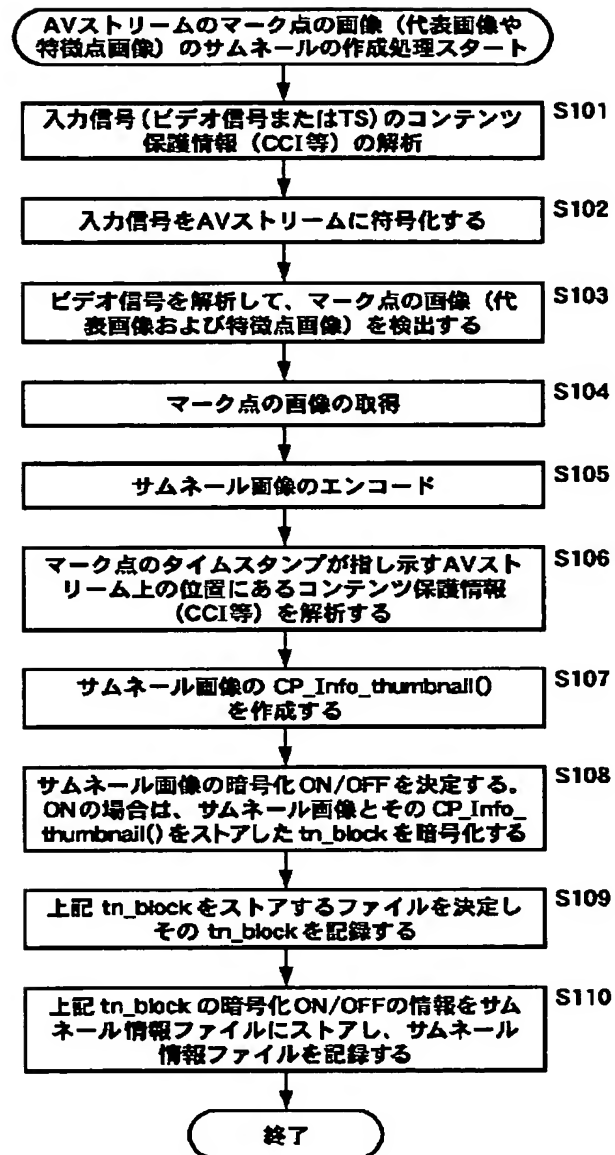 AVストリームのマーク点の画像（代表画像や
特徴点画像）のサムネールの作成処理スタート
S101
入力信号（ビデオ信号またはTS）のコンテンツ
保護情報（CCI等）の解析
S102
入力信号をAVストリームに符号化する
S103
ビデオ信号を解析して、マーク点の画像（代
表画像および特徴点画像）を検出する
S104
マーク点の画像の取得
S105
サムネール画像のエンコード
S106
マーク点のタイムスタンプが指し示すAVスト
リーム上の位置にあるコンテンツ保護情報
（CCI等）を解析する
S107
サムネール画像の CP_Info_thumbnail()
を作成する
S108
サムネール画像の暗号化ON/OFFを決定する。
ONの場合は、サムネール画像とその CP_Info_
thumbnail() をストアした tn_block を暗号化する
S109
上記 tn_block をストアするファイルを決定し
その tn_block を記録する
S110
上記 tn_block の暗号化ON/OFFの情報をサム
ネール情報ファイルにストアし、サムネール
情報ファイルを記録する
終了